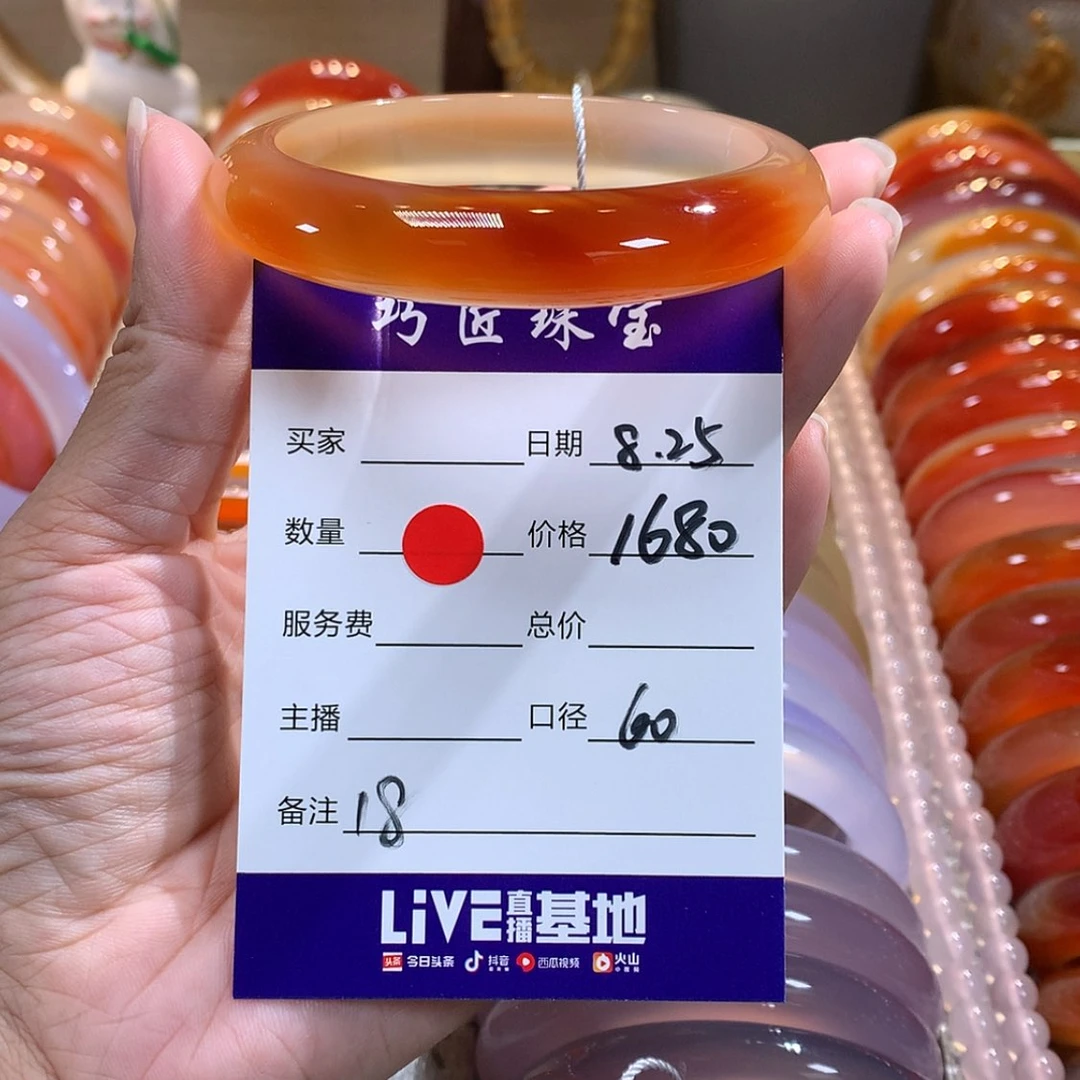 巧匠珠宝
买家 日期 8.25
数量 价格 1680
服务费 总价
主播 口径 60
备注 18
LiVE直播基地
头条 今日头条 抖音 西瓜视频 火山